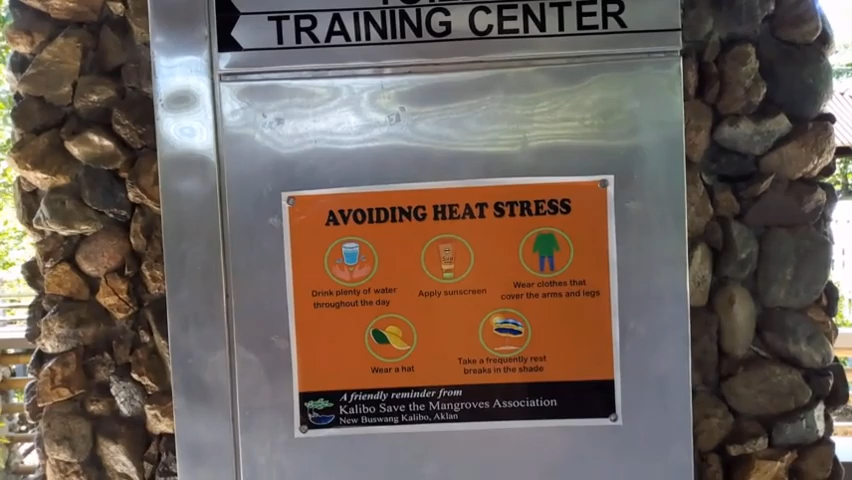 TRAINING CENTER
AVOIDING HEAT STRESS
Drink plenty of water
throughout the day
Apply sunscreen
Wear clothes that
cover the arms and legs
Wear a hat
Take a frequently rest
breaks in the shade
A friendly reminder from
Kalibo Save the Mangroves Association
New Buswang Kalibo, Aklan